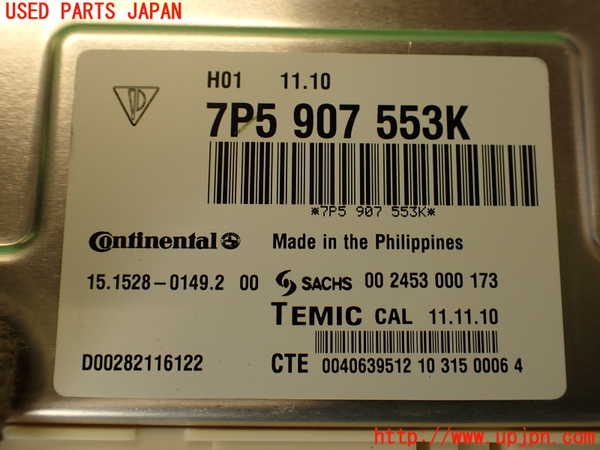 USED PARTS JAPAN
H01 11.10
7P5 907 553K
*7P5 907 553K*
Continental Made in the Philippines
15.1528-0149.2 00 SACHS 00 2453 000 173
TEMIC CAL 11.11.10
D00282116122 CTE 0040639512 10 315 0006 4
http://www.upjpn.com